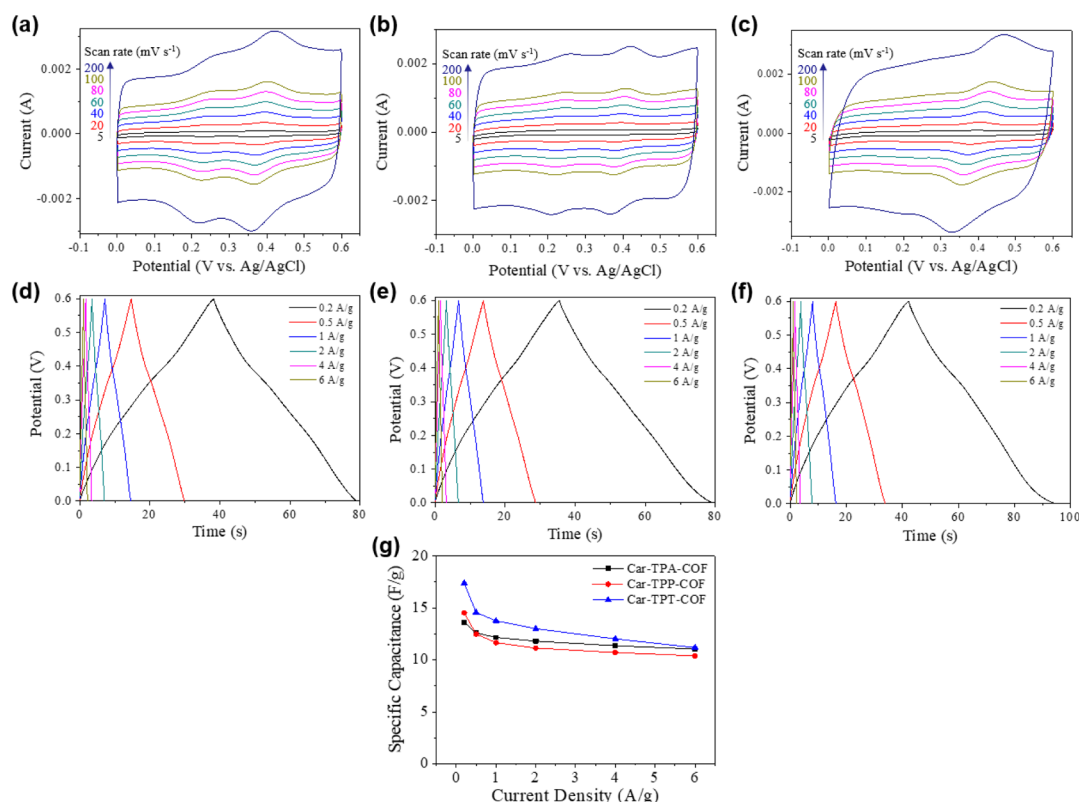 (a)
Scan rate (mV s-1)
200
100
80
60
40
20
5
0.002
0.000
-0.002
Current (A)
-0.1 0.0 0.1 0.2 0.3 0.4 0.5 0.6
Potential (V vs. Ag/AgCl)
(b)
Scan rate (mV s-1)
200
100
80
60
40
20
5
0.002
0.000
-0.002
Current (A)
-0.1 0.0 0.1 0.2 0.3 0.4 0.5 0.6
Potential (V vs. Ag/AgCl)
(c)
Scan rate (mV s-1)
200
100
80
60
40
20
5
0.002
0.000
-0.002
Current (A)
-0.1 0.0 0.1 0.2 0.3 0.4 0.5 0.6
Potential (V vs. Ag/AgCl)
(d)
0.6
0.5
0.4
0.3
0.2
0.1
0.0
Potential (V)
0.2 A/g
0.5 A/g
1 A/g
2 A/g
4 A/g
6 A/g
0 20 40 60 80
Time (s)
(e)
0.6
0.5
0.4
0.3
0.2
0.1
0.0
Potential (V)
0.2 A/g
0.5 A/g
1 A/g
2 A/g
4 A/g
6 A/g
0 20 40 60 80
Time (s)
(f)
0.6
0.5
0.4
0.3
0.2
0.1
0.0
Potential (V)
0.2 A/g
0.5 A/g
1 A/g
2 A/g
4 A/g
6 A/g
0 20 40 60 80 100
Time (s)
(g)
20
15
10
5
0
Specific Capacitance (F/g)
Car-TPA-COF
Car-TPP-COF
Car-TPT-COF
0 1 2 3 4 5 6
Current Density (A/g)